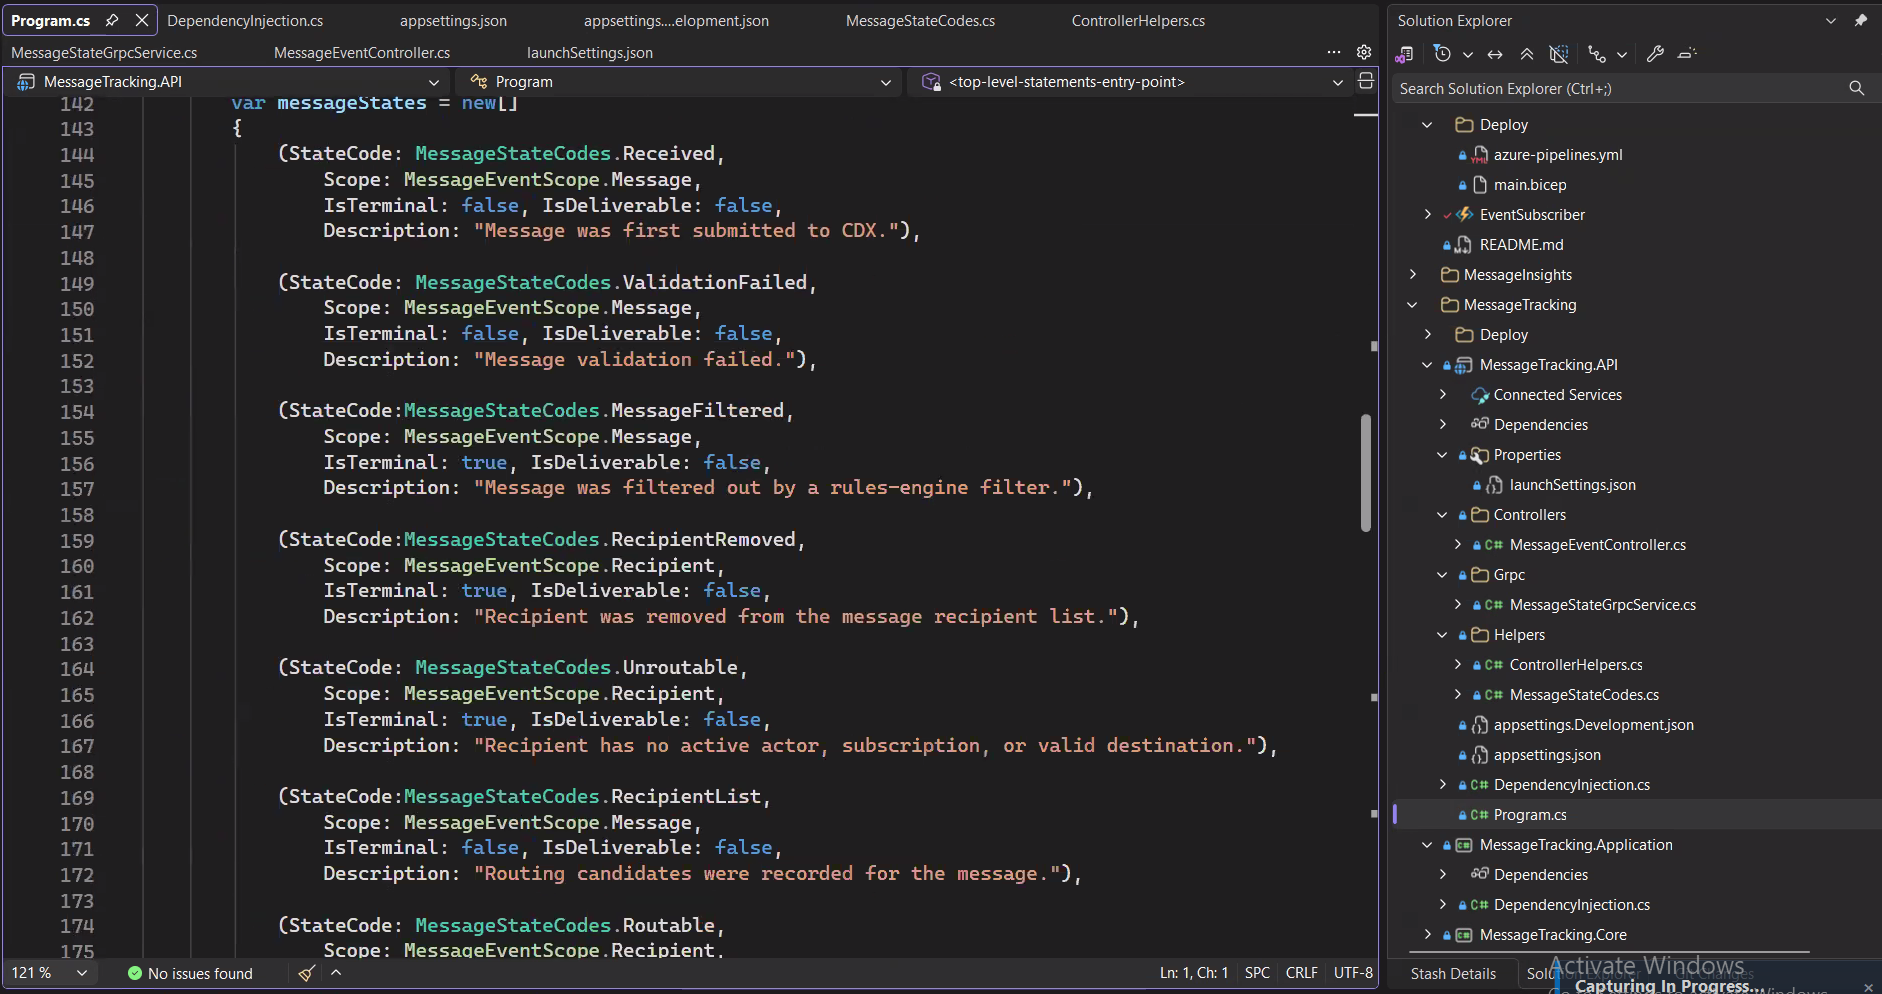 Program.cs
DependencyInjection.cs
appsettings.json
appsettings....elopment.json
MessageStateCodes.cs
ControllerHelpers.cs
MessageStateGrpcService.cs
MessageEventController.cs
launchSettings.json
MessageTracking.API
Program
<top-level-statements-entry-point>
142 var messageStates = new[]
143 {
144 (StateCode: MessageStateCodes.Received,
145 Scope: MessageEventScope.Message,
146 IsTerminal: false, IsDeliverable: false,
147 Description: "Message was first submitted to CDX."),
148
149 (StateCode: MessageStateCodes.ValidationFailed,
150 Scope: MessageEventScope.Message,
151 IsTerminal: false, IsDeliverable: false,
152 Description: "Message validation failed."),
153
154 (StateCode:MessageStateCodes.MessageFiltered,
155 Scope: MessageEventScope.Message,
156 IsTerminal: true, IsDeliverable: false,
157 Description: "Message was filtered out by a rules-engine filter."),
158
159 (StateCode:MessageStateCodes.RecipientRemoved,
160 Scope: MessageEventScope.Recipient,
161 IsTerminal: true, IsDeliverable: false,
162 Description: "Recipient was removed from the message recipient list."),
163
164 (StateCode: MessageStateCodes.Unroutable,
165 Scope: MessageEventScope.Recipient,
166 IsTerminal: true, IsDeliverable: false,
167 Description: "Recipient has no active actor, subscription, or valid destination."),
168
169 (StateCode:MessageStateCodes.RecipientList,
170 Scope: MessageEventScope.Message,
171 IsTerminal: false, IsDeliverable: false,
172 Description: "Routing candidates were recorded for the message."),
173
174 (StateCode: MessageStateCodes.Routable,
175 Scope: MessageEventScope.Recipient,
121 %
No issues found
Ln: 1, Ch: 1
SPC
CRLF
UTF-8
Solution Explorer
Search Solution Explorer (Ctrl+;)
Deploy
azure-pipelines.yml
main.bicep
EventSubscriber
README.md
MessageInsights
MessageTracking
Deploy
MessageTracking.API
Connected Services
Dependencies
Properties
launchSettings.json
Controllers
C# MessageEventController.cs
Grpc
C# MessageStateGrpcService.cs
Helpers
C# ControllerHelpers.cs
C# MessageStateCodes.cs
appsettings.Development.json
appsettings.json
C# DependencyInjection.cs
C# Program.cs
MessageTracking.Application
Dependencies
C# DependencyInjection.cs
MessageTracking.Core
Stash Details
Activate Windows
Capturing In Progress...